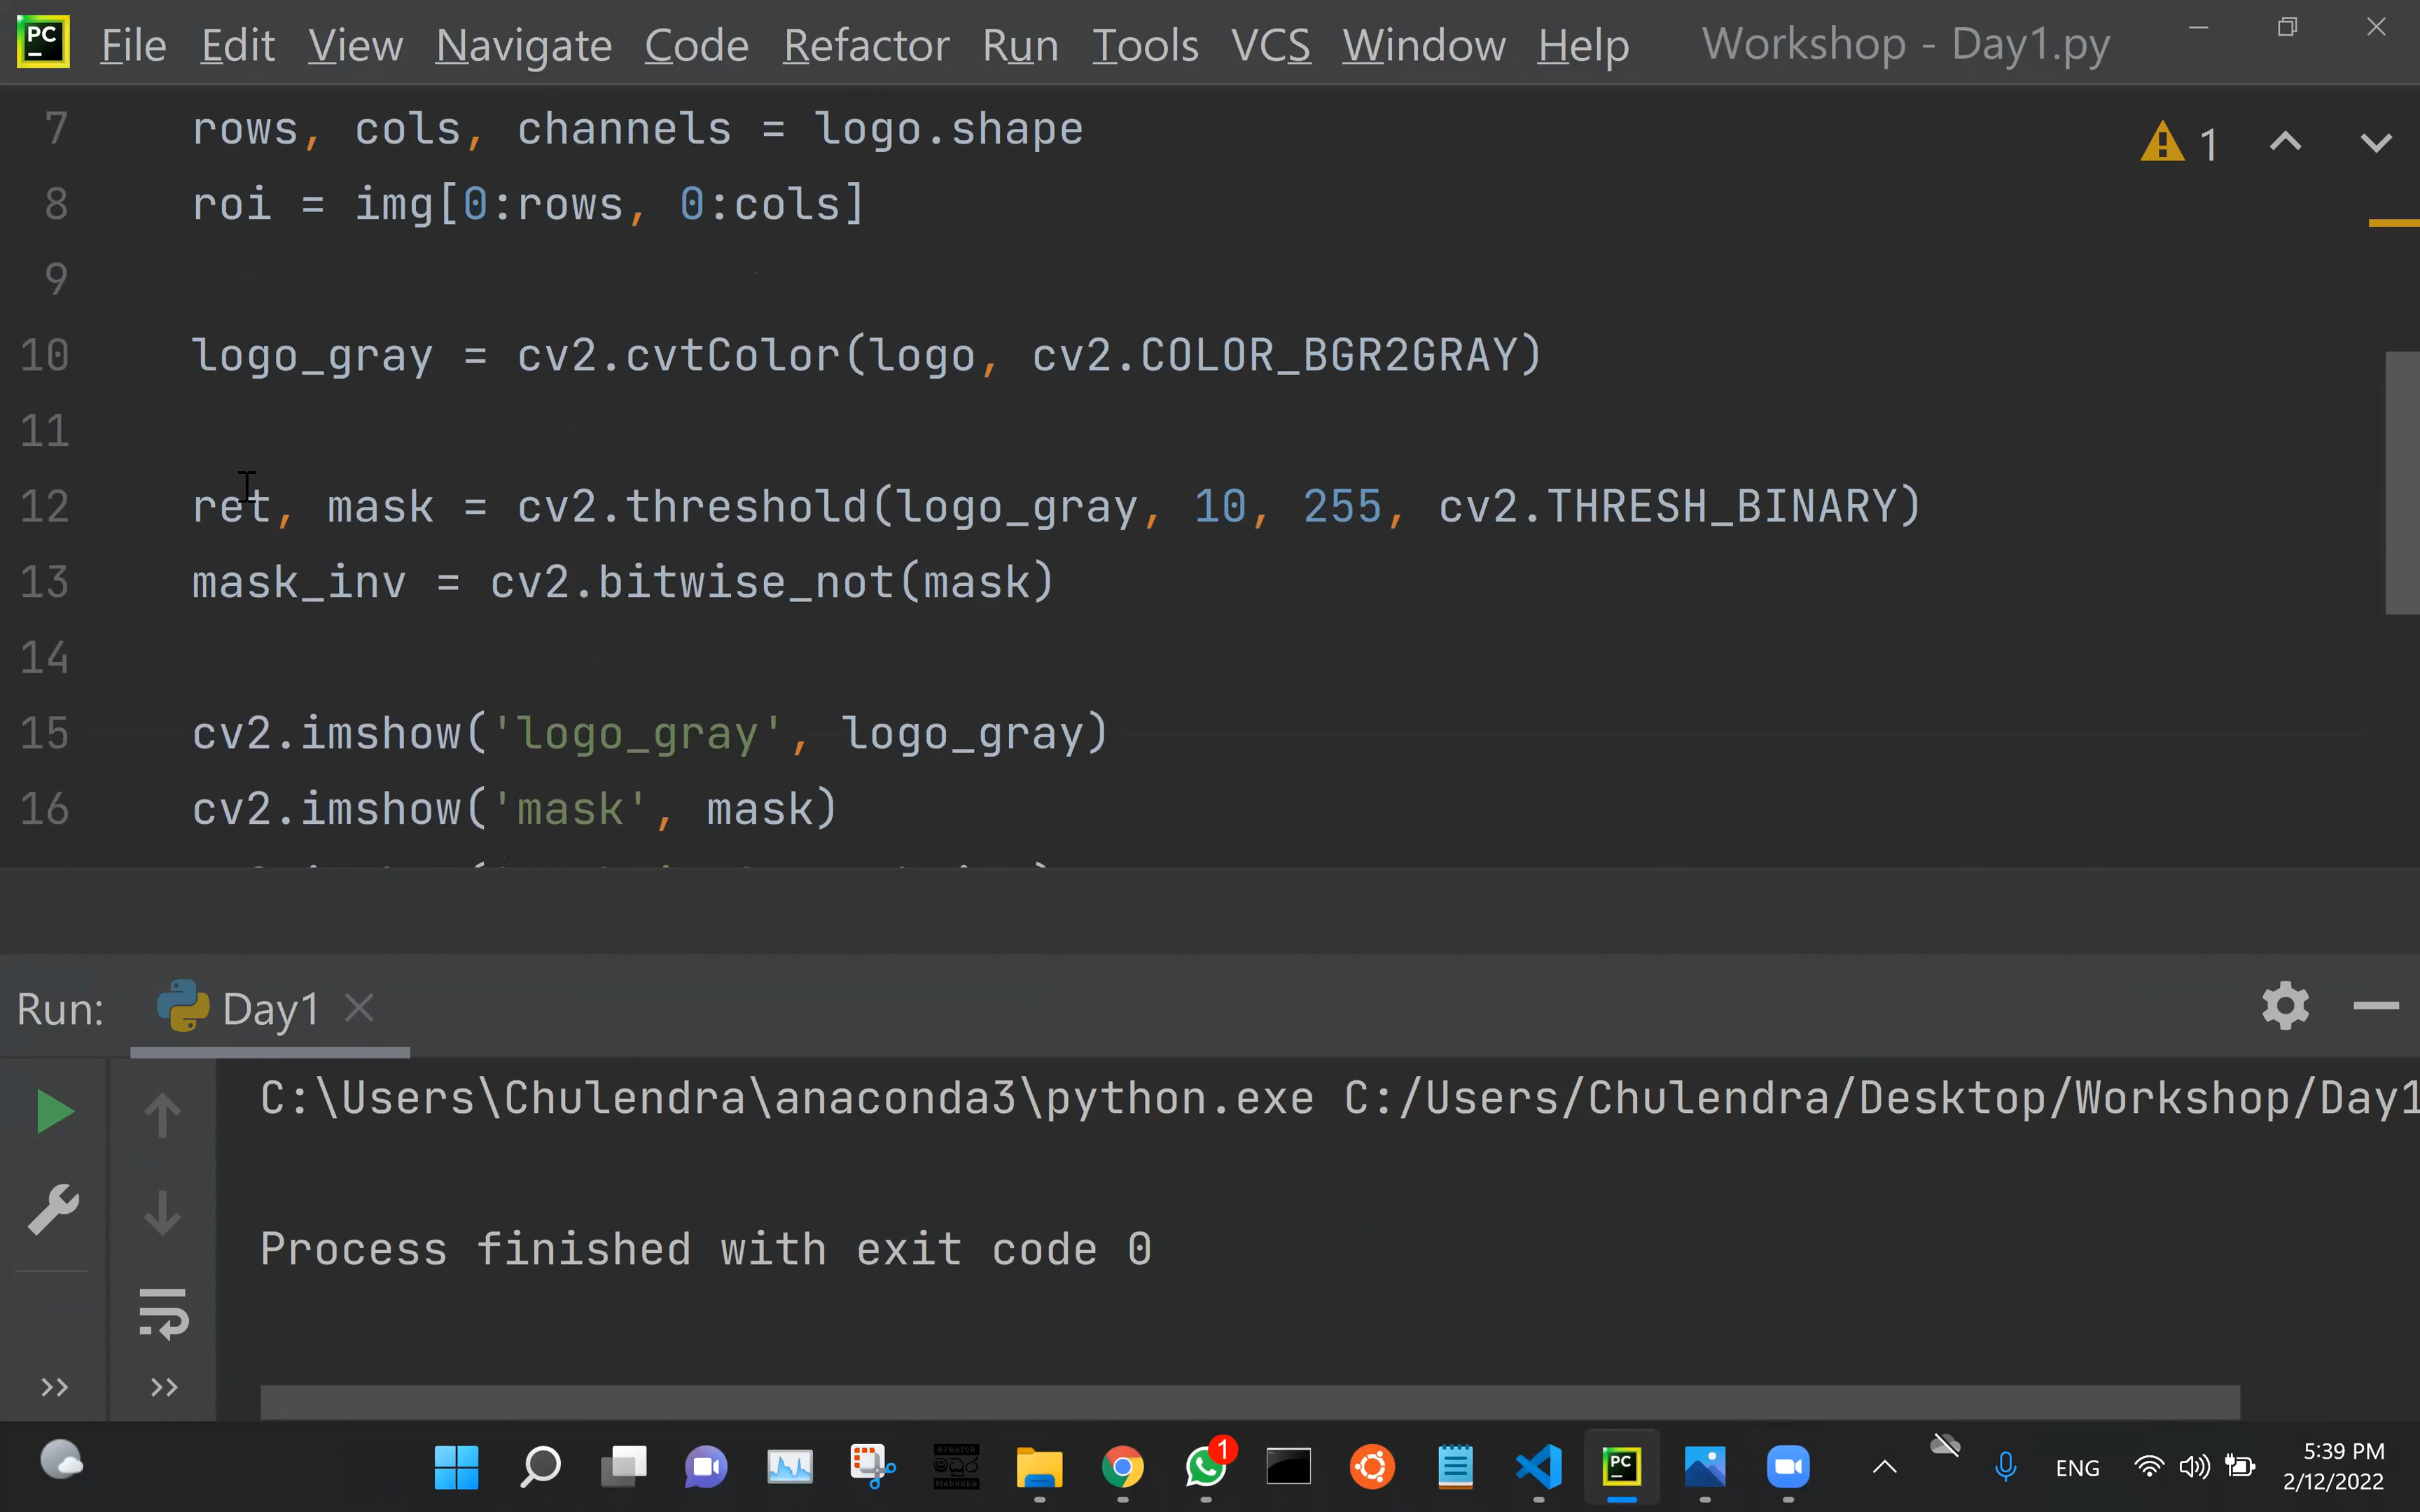 PC File Edit View Navigate Code Refactor Run Tools VCS Window Help Workshop - Day1.py
7 rows, cols, channels = logo.shape
1
8 roi = img[0:rows, 0:cols]
9
10 logo_gray = cv2.cvtColor(logo, cv2.COLOR_BGR2GRAY)
11
12 ret, mask = cv2.threshold(logo_gray, 10, 255, cv2.THRESH_BINARY)
13 mask_inv = cv2.bitwise_not(mask)
14
15 cv2.imshow('logo_gray', logo_gray)
16 cv2.imshow('mask', mask)
Run: Day1
C:\Users\Chulendra\anaconda3\python.exe C:/Users/Chulendra/Desktop/Workshop/Day1
Process finished with exit code 0
1
PC
ENG
5:39 PM
2/12/2022